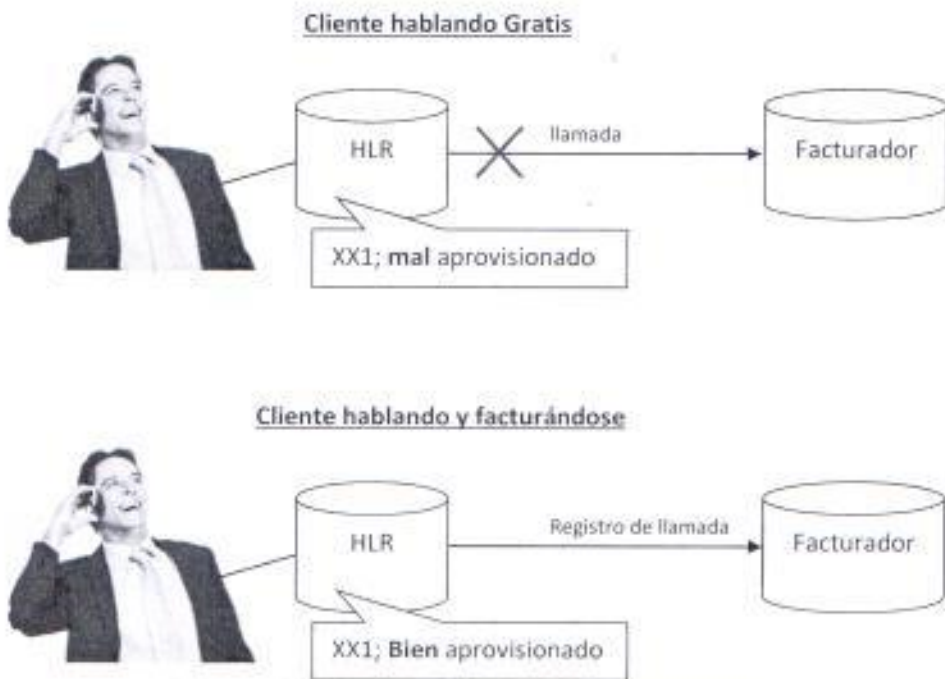 Cliente hablando Gratis
HLR
llamada
Facturador
XX1; mal aprovisionado
Cliente hablando y facturándose
HLR
Registro de llamada
Facturador
XX1; Bien aprovisionado